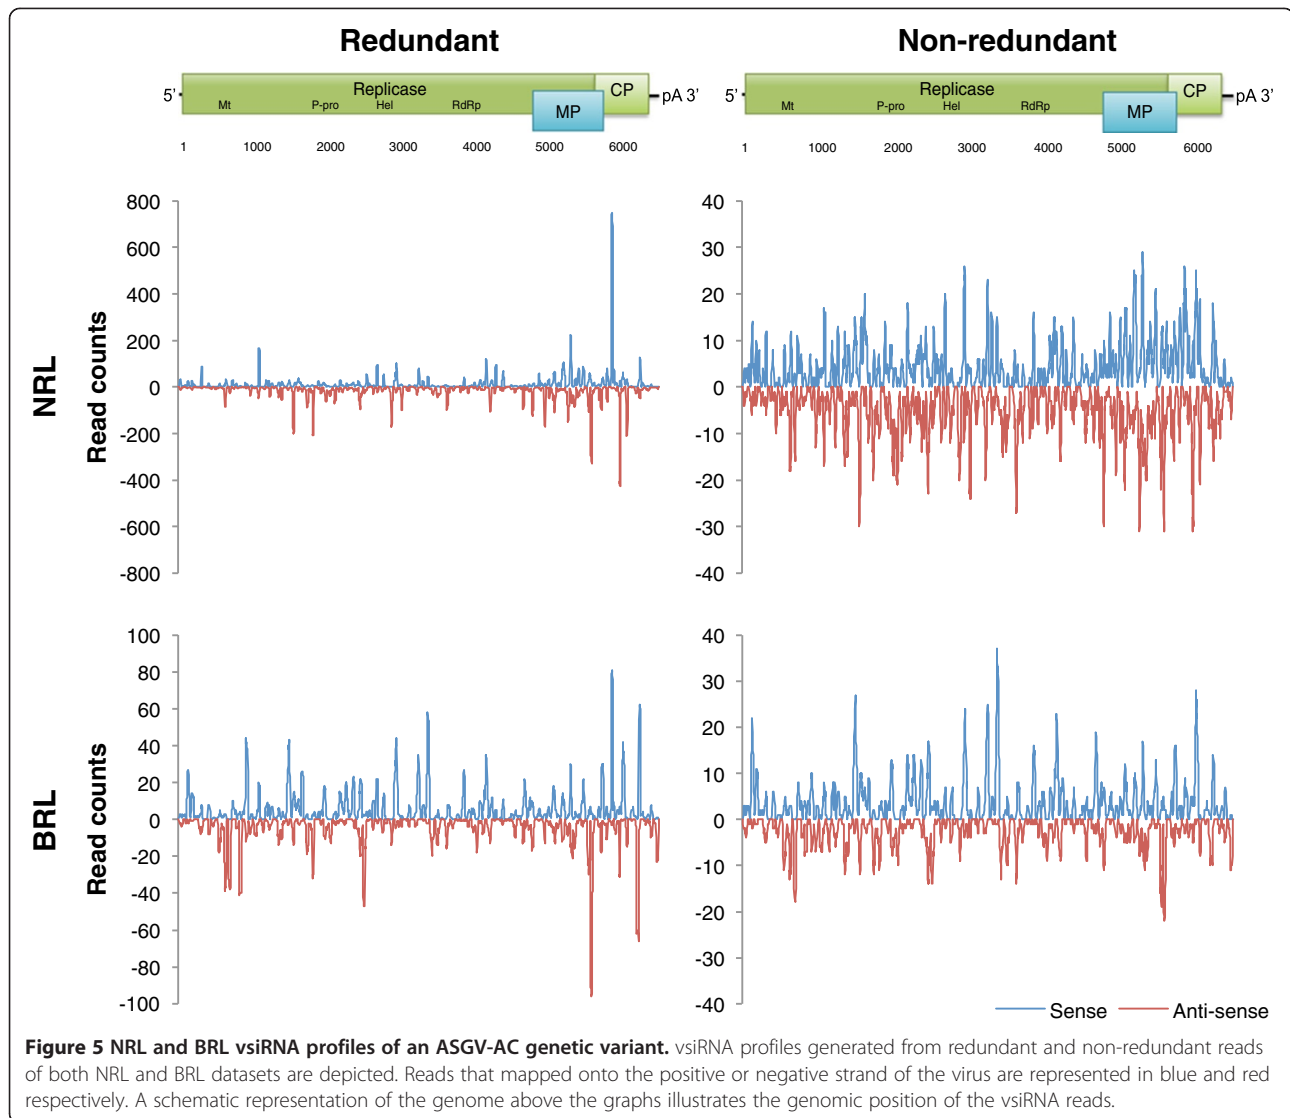 Redundant
Non-redundant
5’ Replicase CP pA 3’
Mt P-pro Hel RdRp MP
1 1000 2000 3000 4000 5000 6000
5’ Replicase CP pA 3’
Mt P-pro Hel RdRp MP
1 1000 2000 3000 4000 5000 6000
NRL
Read counts
800
600
400
200
0
-200
-400
-600
-800
40
30
20
10
0
-10
-20
-30
-40
BRL
Read counts
100
80
60
40
20
0
-20
-40
-60
-80
-100
40
30
20
10
0
-10
-20
-30
-40
Sense Anti-sense
Figure 5 NRL and BRL vsiRNA profiles of an ASGV-AC genetic variant. vsiRNA profiles generated from redundant and non-redundant reads
of both NRL and BRL datasets are depicted. Reads that mapped onto the positive or negative strand of the virus are represented in blue and red
respectively. A schematic representation of the genome above the graphs illustrates the genomic position of the vsiRNA reads.